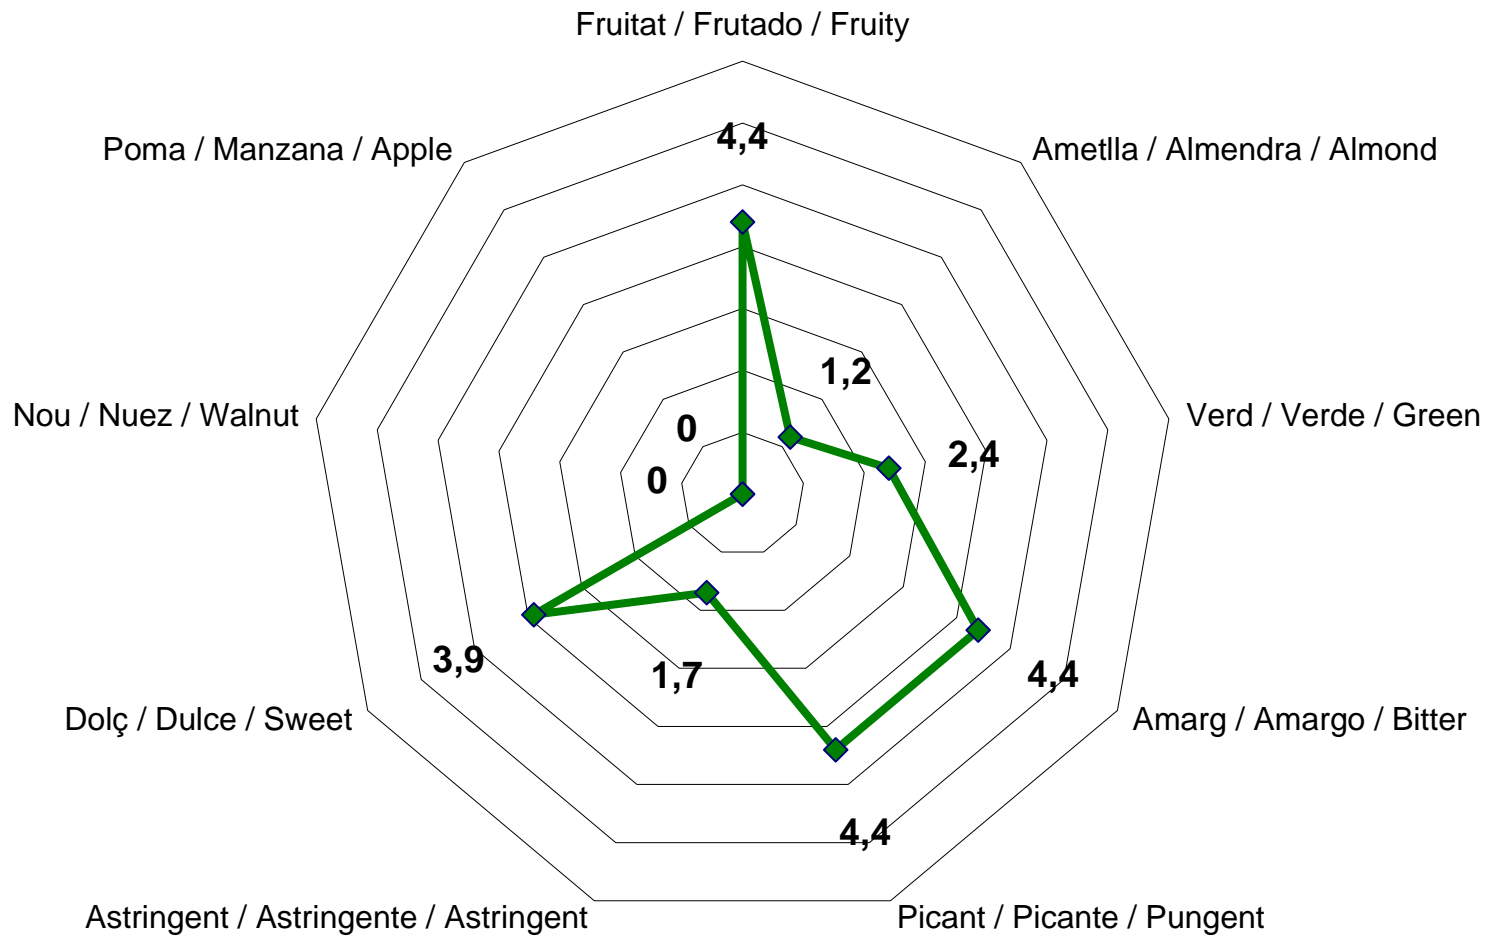 Fruitat / Frutado / Fruity
4,4
Poma / Manzana / Apple
Ametlla / Almendra / Almond
1,2
Nou / Nuez / Walnut
Verd / Verde / Green
0
2,4
0
3,9
1,7
4,4
Dolç / Dulce / Sweet
Amarg / Amargo / Bitter
4,4
Astringent / Astringente / Astringent
Picant / Picante / Pungent